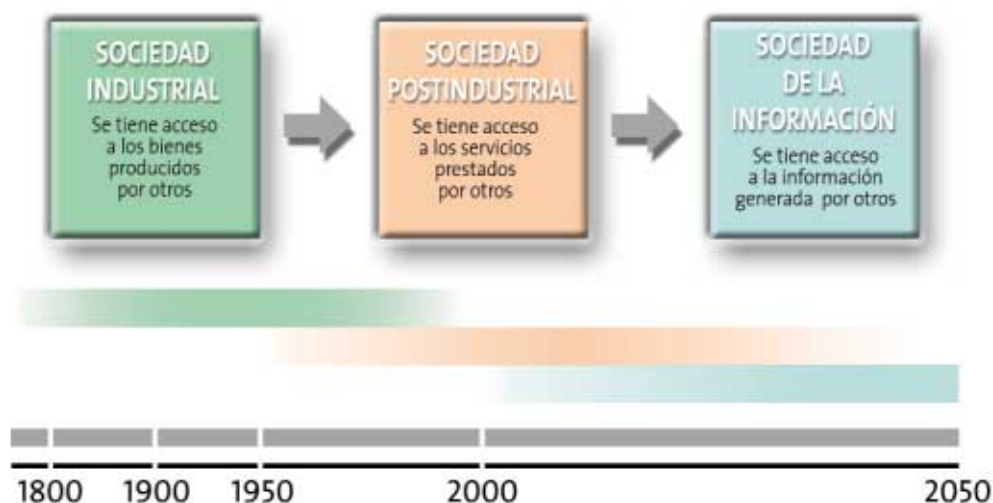 SOCIEDAD
INDUSTRIAL
Se tiene acceso
a los bienes
producidos
por otros
SOCIEDAD
POSTINDUSTRIAL
Se tiene acceso
a los servicios
prestados
por otros
SOCIEDAD
DE LA
INFORMACIÓN
Se tiene acceso
a la información
generada por otros
1800 1900 1950 2000 2050